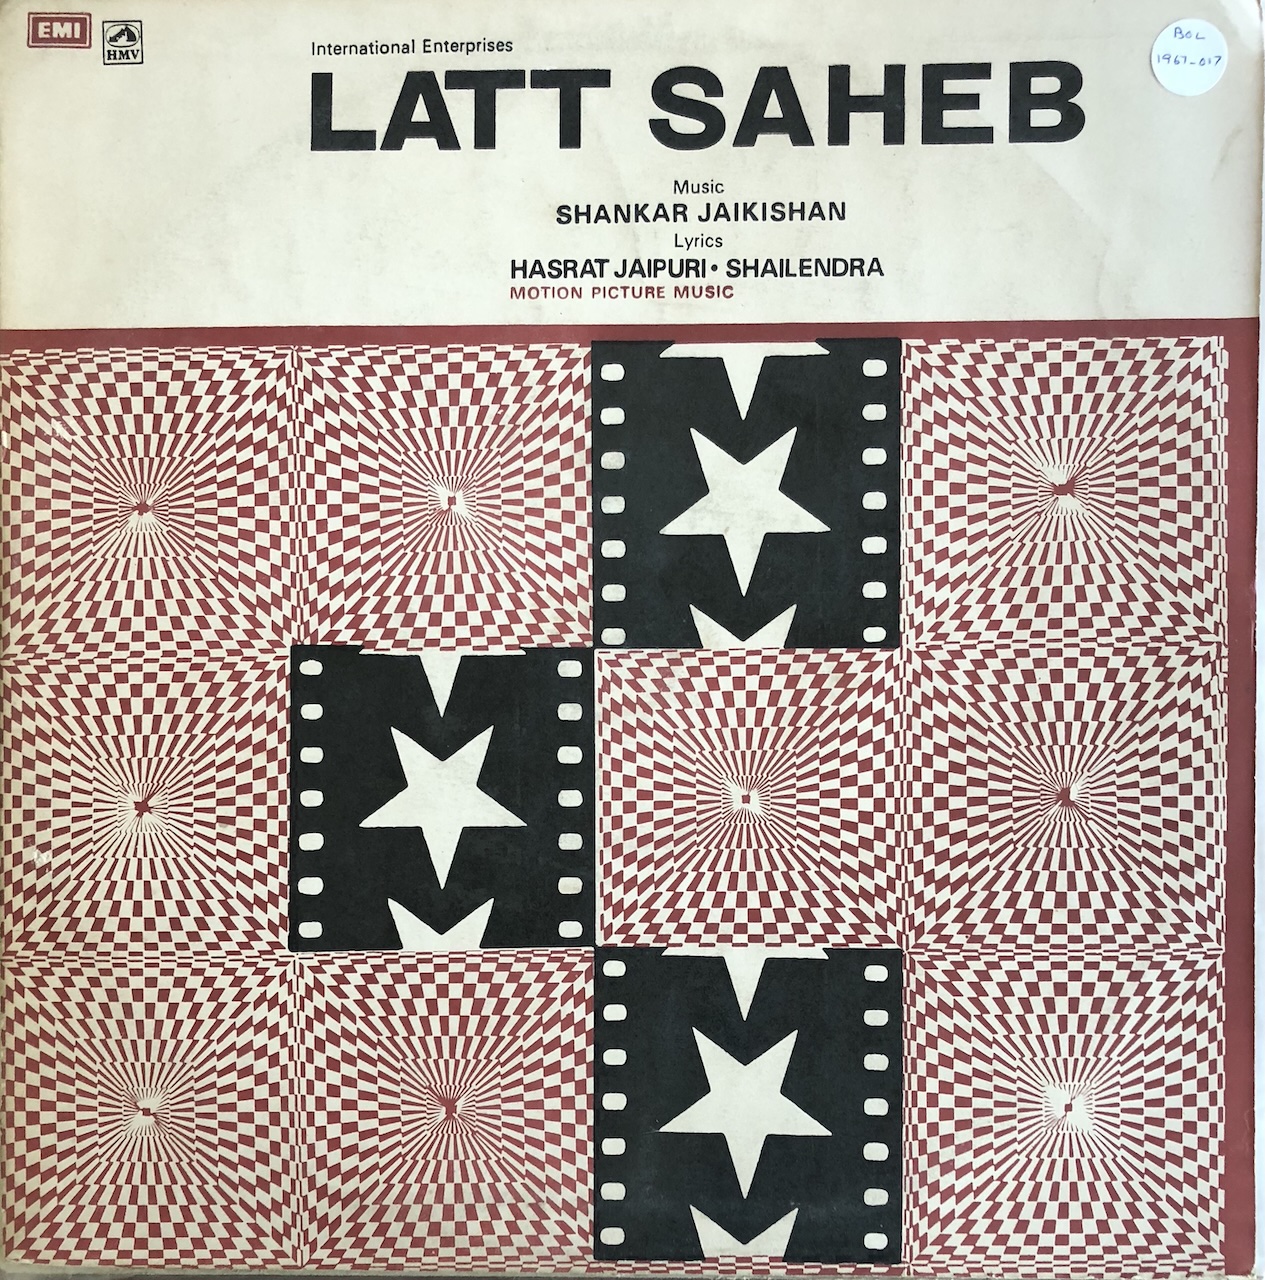 EMI
HMV
BOL
1967-017
International Enterprises
LATT SAHEB
Music
SHANKAR JAIKISHAN
Lyrics
HASRAT JAIPURI • SHAILENDRA
MOTION PICTURE MUSIC